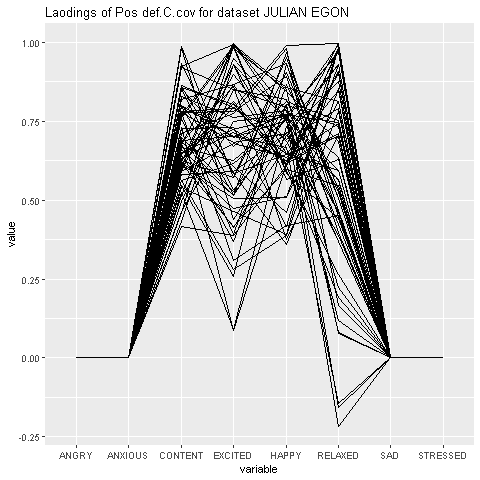 Laodings of Pos def.C.cov for dataset JULIAN EGON
1.00
0.75
0.50
0.25
0.00
-0.25
value
ANGRY ANXIOUS CONTENT EXCITED HAPPY RELAXED SAD STRESSED
variable